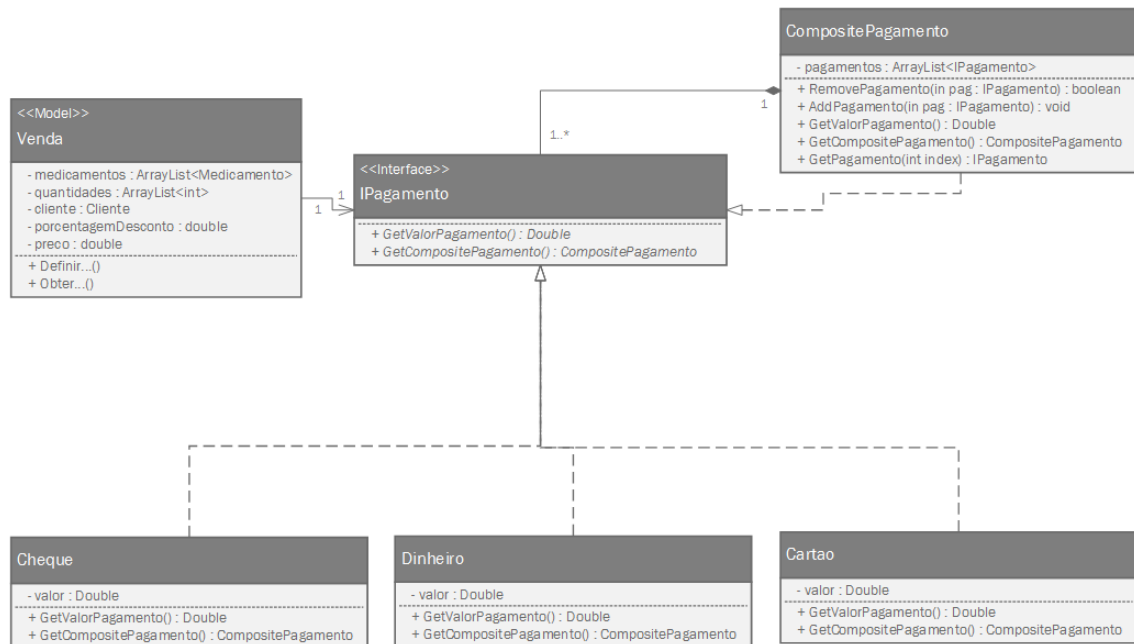 CompositePagamento
- pagamentos : ArrayList<IPagamento>
+ RemovePagamento(in pag : IPagamento) : boolean
+ AddPagamento(in pag : IPagamento) : void
+ GetValorPagamento() : Double
+ GetCompositePagamento() : CompositePagamento
+ GetPagamento(int index) : IPagamento
1
1..*
<<Model>>
Venda
- medicamentos : ArrayList<Medicamento>
- quantidades : ArrayList<int>
- cliente : Cliente
- porcentagemDesconto : double
- preco : double
+ Definir...()
+ Obter...()
1
1
<<Interface>>
IPagamento
+ GetValorPagamento() : Double
+ GetCompositePagamento() : CompositePagamento
Cheque
- valor : Double
+ GetValorPagamento() : Double
+ GetCompositePagamento() : CompositePagamento
Dinheiro
- valor : Double
+ GetValorPagamento() : Double
+ GetCompositePagamento() : CompositePagamento
Cartao
- valor : Double
+ GetValorPagamento() : Double
+ GetCompositePagamento() : CompositePagamento